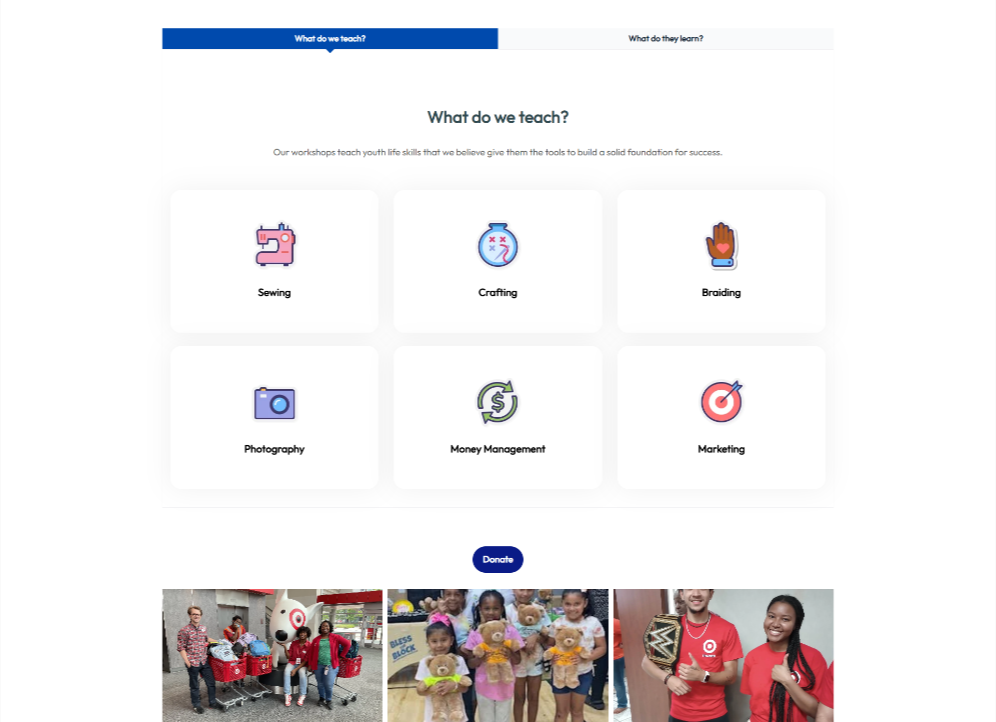 What do we teach?
What do they learn?
What do we teach?
Our workshops teach youth life skills that we believe give them the tools to build a solid foundation for success.
Sewing
Crafting
Braiding
Photography
Money Management
Marketing
Donate
BLESS
BLOCK